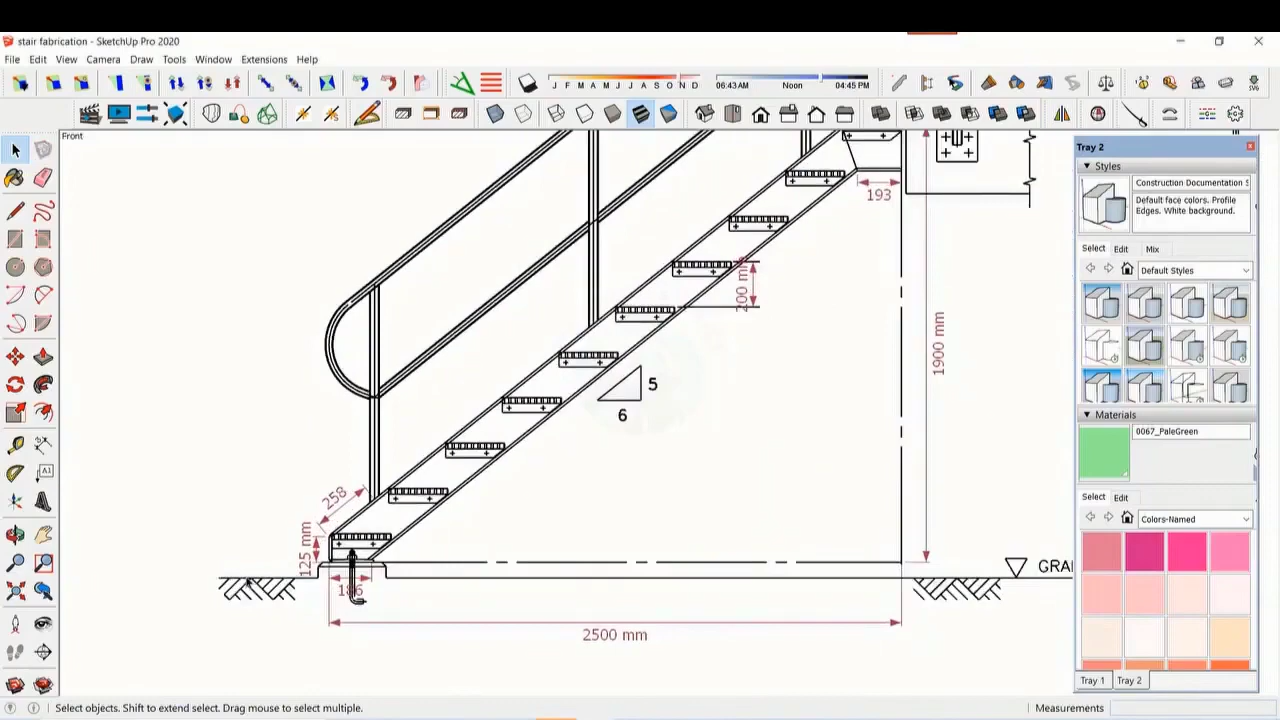 stair fabrication - SketchUp Pro 2020
File Edit View Camera Draw Tools Window Extensions Help
J F M A M J J A S O N D
06:43 AM Noon 04:45 PM
Front
Tray 2
Styles
Construction Documentation S
Default face colors. Profile
Edges. White background.
Select Edit Mix
Default Styles
Materials
0067_PaleGreen
Select Edit
Colors-Named
Tray 1 Tray 2
193
200 mm
1900 mm
5
6
258
125 mm
186
GRA
2500 mm
A1
SVG
Select objects. Shift to extend select. Drag mouse to select multiple.
Measurements